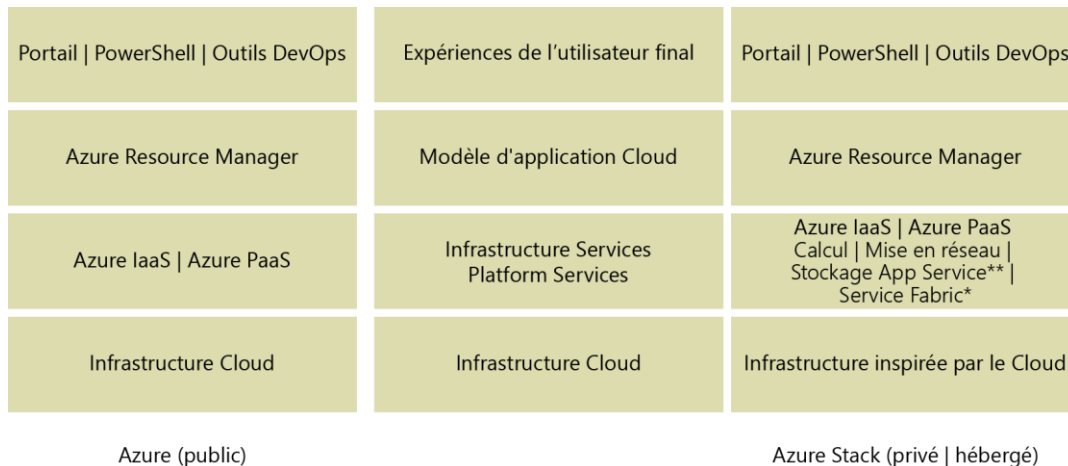 Portail | PowerShell | Outils DevOps
Expériences de l’utilisateur final
Portail | PowerShell | Outils DevOps
Azure Resource Manager
Modèle d'application Cloud
Azure Resource Manager
Azure IaaS | Azure PaaS
Infrastructure Services
Platform Services
Azure IaaS | Azure PaaS
Calcul | Mise en réseau |
Stockage App Service** |
Service Fabric*
Infrastructure Cloud
Infrastructure Cloud
Infrastructure inspirée par le Cloud
Azure (public)
Azure Stack (privé | hébergé)